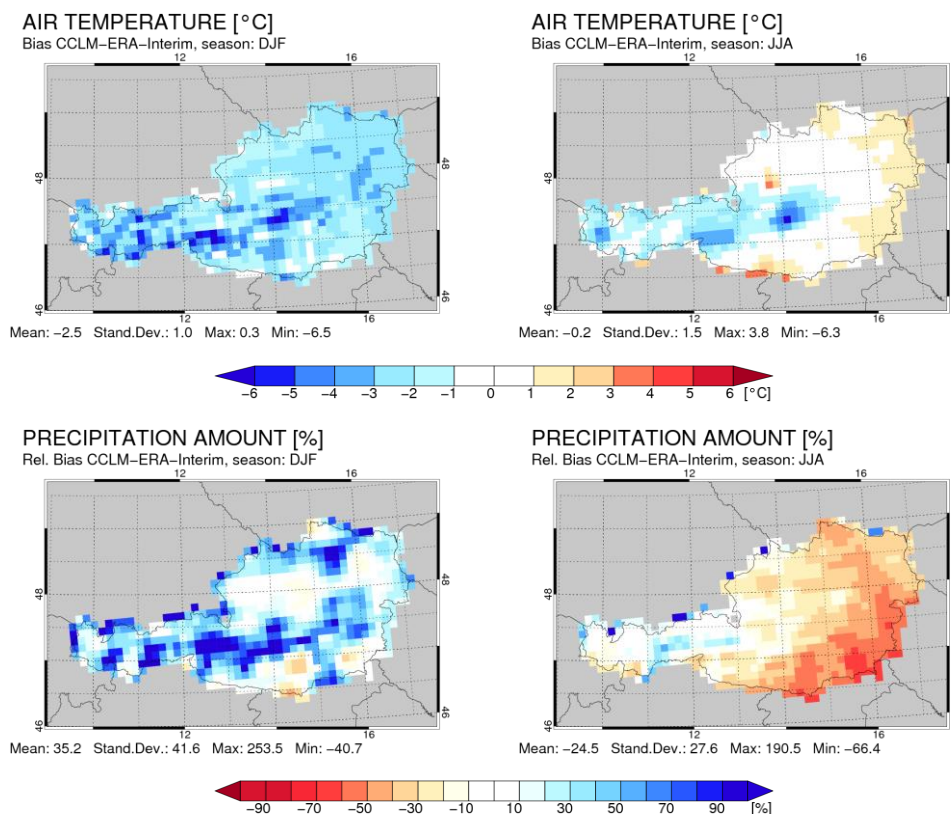 AIR TEMPERATURE [°C]
Bias CCLM−ERA−Interim, season: DJF
12 16
48
48
46
46
12 16
Mean: −2.5 Stand.Dev.: 1.0 Max: 0.3 Min: −6.5
AIR TEMPERATURE [°C]
Bias CCLM−ERA−Interim, season: JJA
12 16
48
48
46
46
12 16
Mean: −0.2 Stand.Dev.: 1.5 Max: 3.8 Min: −6.3
−6 −5 −4 −3 −2 −1 0 1 2 3 4 5 6 [°C]
PRECIPITATION AMOUNT [%]
Rel. Bias CCLM−ERA−Interim, season: DJF
12 16
48
48
46
46
12 16
Mean: 35.2 Stand.Dev.: 41.6 Max: 253.5 Min: −40.7
PRECIPITATION AMOUNT [%]
Rel. Bias CCLM−ERA−Interim, season: JJA
12 16
48
48
46
46
12 16
Mean: −24.5 Stand.Dev.: 27.6 Max: 190.5 Min: −66.4
−90 −70 −50 −30 −10 10 30 50 70 90 [%]